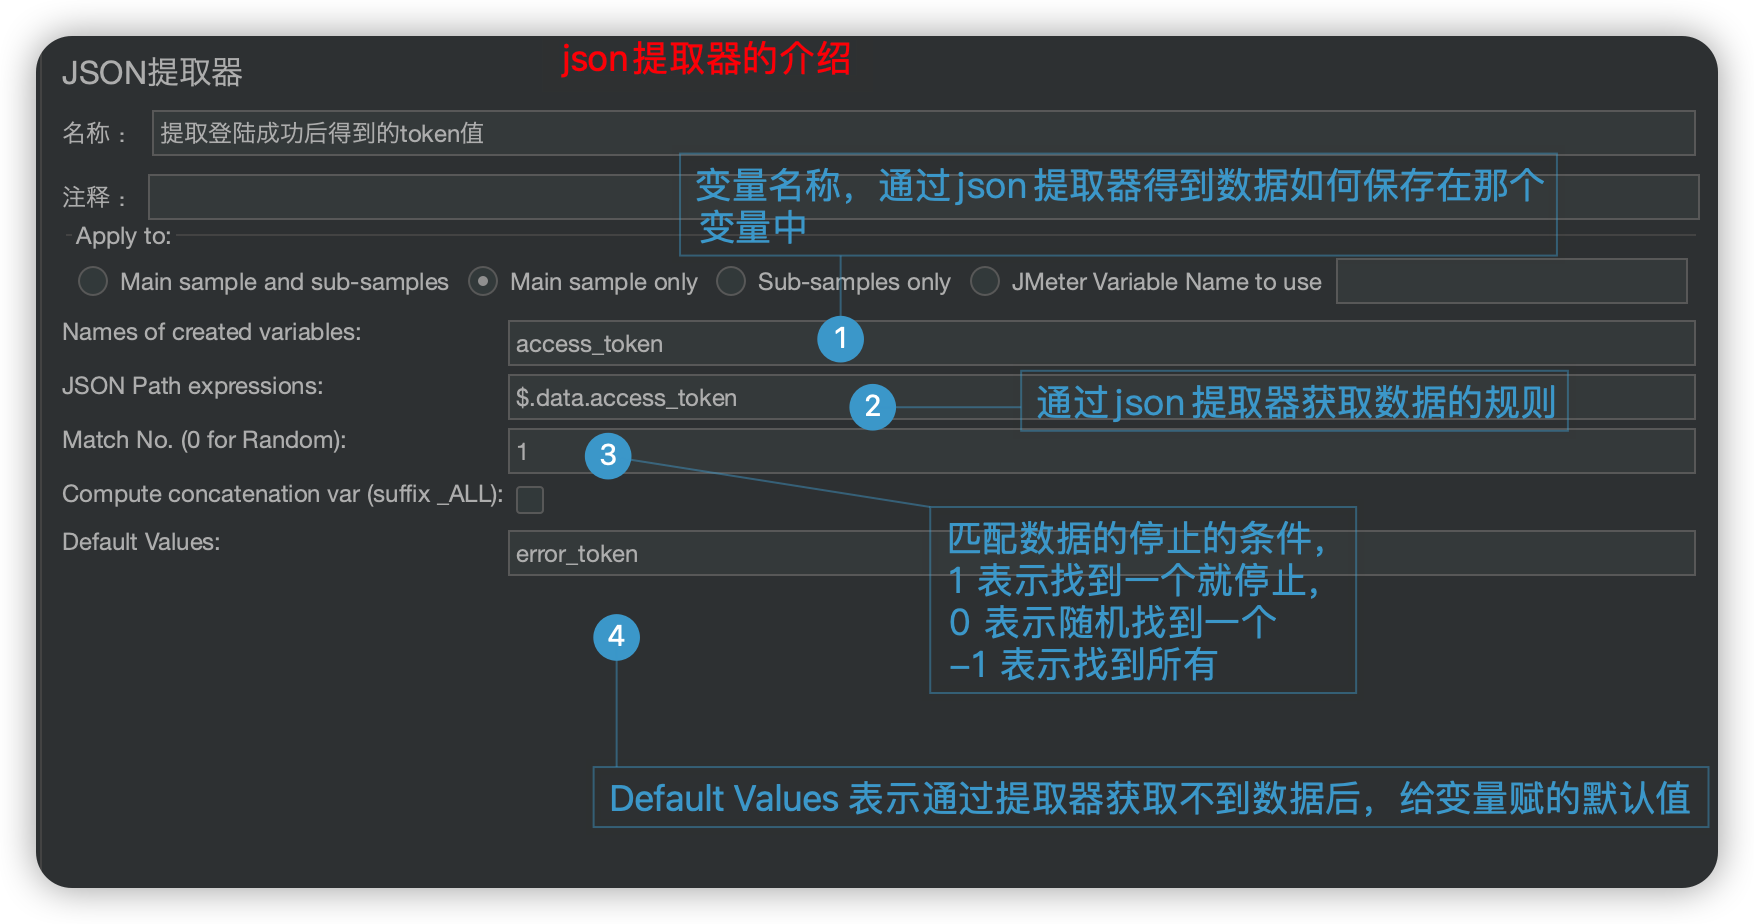 json提取器的介绍
JSON提取器
名称：
提取登陆成功后得到的token值
注释：
变量名称，通过json提取器得到数据如何保存在那个
变量中
Apply to:
Main sample and sub-samples
Main sample only
Sub-samples only
JMeter Variable Name to use
Names of created variables:
access_token
1
JSON Path expressions:
$.data.access_token
2
通过json提取器获取数据的规则
Match No. (0 for Random):
1
3
Compute concatenation var (suffix _ALL):
Default Values:
error_token
匹配数据的停止的条件，
1 表示找到一个就停止，
0 表示随机找到一个
–1 表示找到所有
4
Default Values 表示通过提取器获取不到数据后，给变量赋的默认值